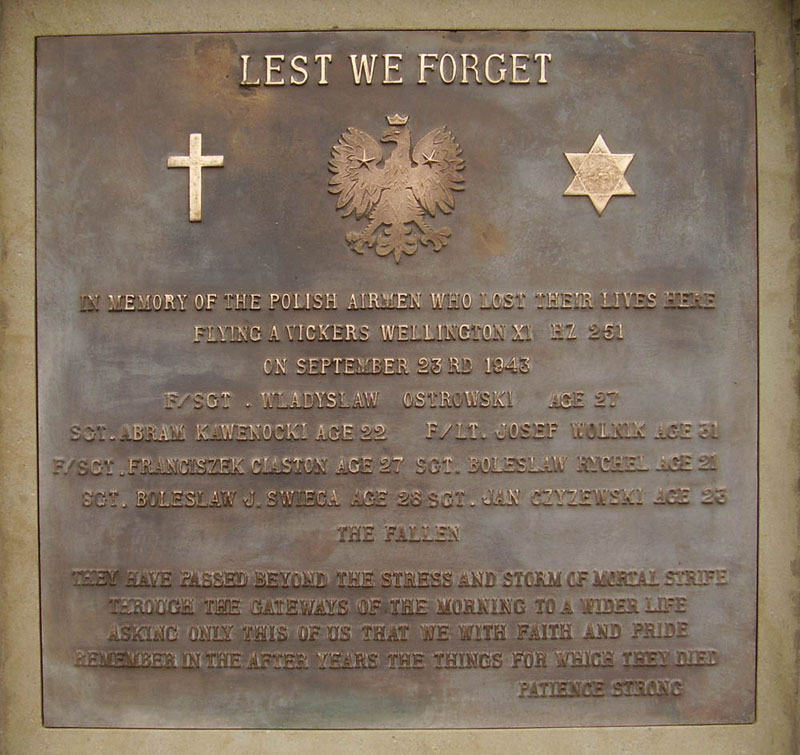 LEST WE FORGET
IN MEMORY OF THE POLISH AIRMEN WHO LOST THEIR LIVES HERE
FLYING A VICKERS WELLINGTON XI HZ 251
ON SEPTEMBER 23 RD 1943
F/SGT . WLADYSLAW OSTROWSKI AGE 27
SGT. ABRAM KAWENOCKI AGE 22 F/LT. JOSEF WOLNIK AGE 31
F/SGT. FRANCISZEK CIASTON AGE 27 SGT. BOLESLAW RYCHEL AGE 21
SGT. BOLESLAW J. SWIECA AGE 28 SGT. JAN CZYZEWSKI AGE 23
THE FALLEN
THEY HAVE PASSED BEYOND THE STRESS AND STORM OF MORTAL STRIFE
THROUGH THE GATEWAYS OF THE MORNING TO A WIDER LIFE
ASKING ONLY THIS OF US THAT WE WITH FAITH AND PRIDE
REMEMBER IN THE AFTER YEARS THE THINGS FOR WHICH THEY DIED
PATIENCE STRONG